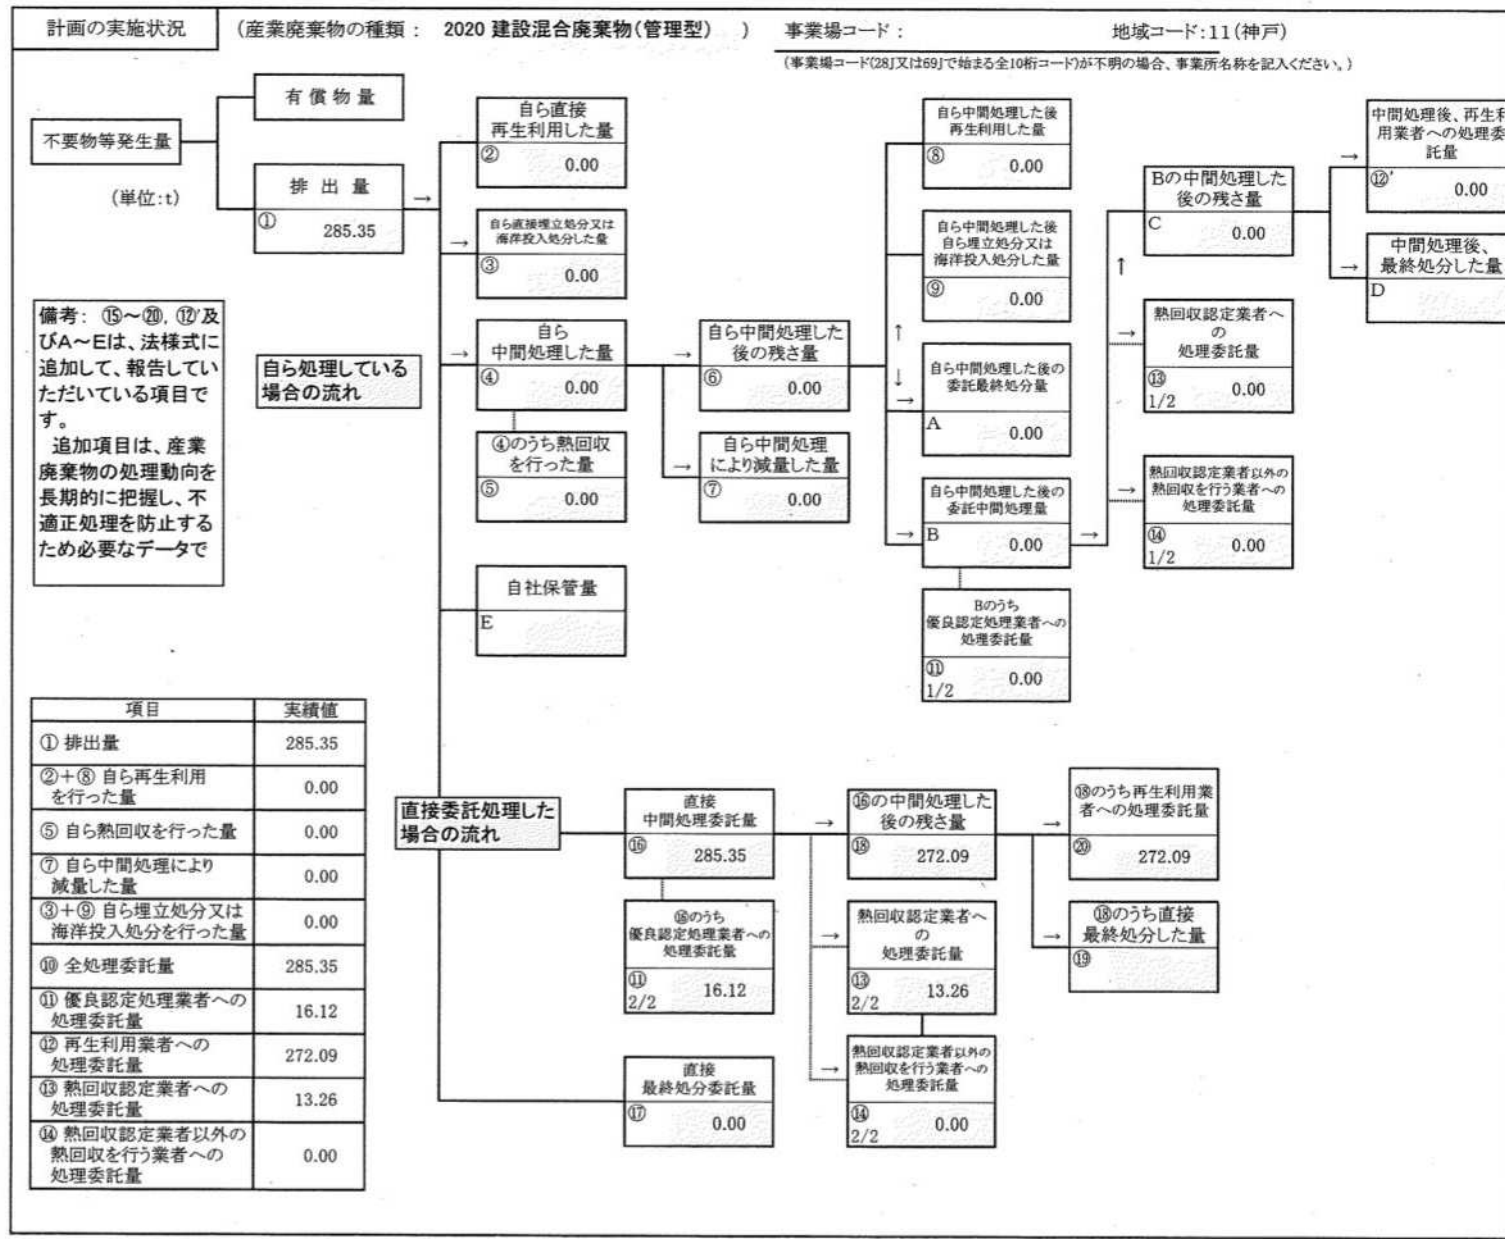 計画の実施状況 (産業廃棄物の種類: 2020 建設混合廃棄物(管理型) ) 事業場コード: 地域コード:11(神戸)
(事業場コード(28]又は69]で始まる全10桁コード)が不明の場合、事業所名称を記入ください。)
不要物等発生量
(単位:t)
有償物量
排出量
→
① 285.35
備考: ⑮~⑳, ⑫'及
びA~Eは、法様式に
追加して、報告してい
ただいている項目で
す。
追加項目は、産業
廃棄物の処理動向を
長期的に把握し、不
適正処理を防止する
ため必要なデータで
自ら処理している
場合の流れ
自ら直接
再生利用した量
② 0.00
→
自ら直接埋立処分又は
海洋投入処分した量
③ 0.00
→
自ら
中間処理した量
④ 0.00
④のうち熱回収
を行った量
⑤ 0.00
自社保管量
E
→
自ら中間処理した
後の残さ量
⑥ 0.00
→
自ら中間処理
により減量した量
⑦ 0.00
自ら中間処理した後
再生利用した量
⑧ 0.00
自ら中間処理した後
自ら埋立処分又は
海洋投入処分した量
⑨ 0.00
↑
↓
→
自ら中間処理した後の
委託最終処分量
A 0.00
→
自ら中間処理した後の
委託中間処理量
B 0.00
→
Bのうち
優良認定処理業者への
処理委託量
⑪
1/2 0.00
↑
Bの中間処理した
後の残さ量
C 0.00
→
熱回収認定業者へ
の
処理委託量
⑬
1/2 0.00
→
熱回収認定業者以外の
熱回収を行う業者への
処理委託量
⑭
1/2 0.00
→
中間処理後、再生利
用業者への処理委
託量
⑫' 0.00
→
中間処理後、
最終処分した量
D
項目 実績値
① 排出量 285.35
②+⑧ 自ら再生利用
を行った量 0.00
⑤ 自ら熱回収を行った量 0.00
⑦ 自ら中間処理により
減量した量 0.00
③+⑨ 自ら埋立処分又は
海洋投入処分を行った量 0.00
⑩ 全処理委託量 285.35
⑪ 優良認定処理業者への
処理委託量 16.12
⑫ 再生利用業者への
処理委託量 272.09
⑬ 熱回収認定業者への
処理委託量 13.26
⑭ 熱回収認定業者以外の
熱回収を行う業者への
処理委託量 0.00
直接委託処理した
場合の流れ
直接
中間処理委託量
⑯ 285.35
⑯のうち
優良認定処理業者への
処理委託量
⑪
2/2 16.12
直接
最終処分委託量
⑰ 0.00
→
⑯の中間処理した
後の残さ量
⑱ 272.09
→
熱回収認定業者へ
の
処理委託量
⑬
2/2 13.26
→
熱回収認定業者以外の
熱回収を行う業者への
処理委託量
⑭
2/2 0.00
→
⑱のうち再生利用業
者への処理委託量
⑳ 272.09
→
⑱のうち直接
最終処分した量
⑲